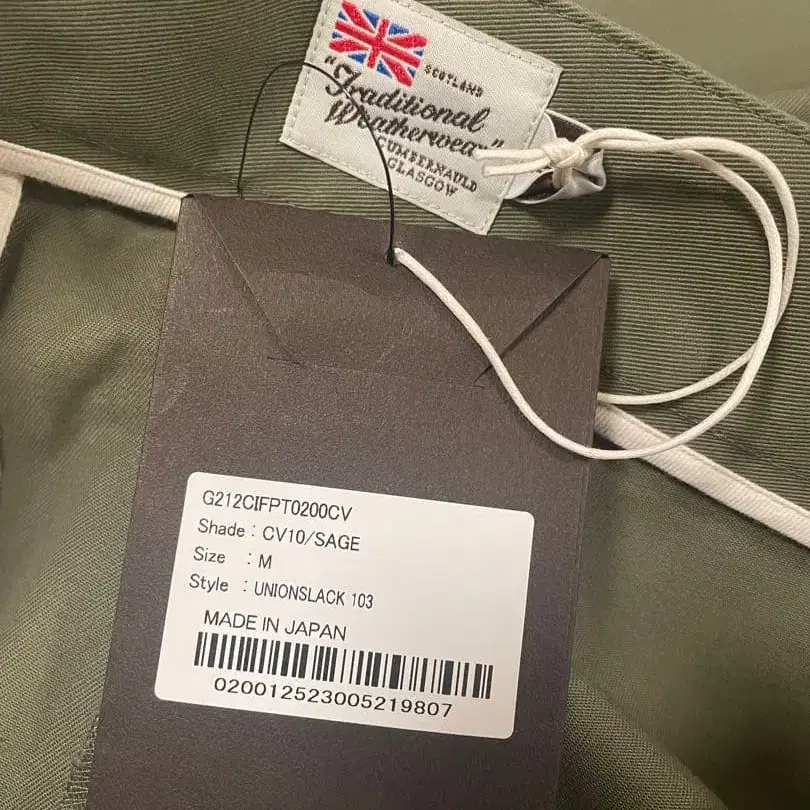 SCOTLAND
"Traditional
Weatherwear"
CUMBERNAULD
GLASGOW
G212CIFPT0200CV
Shade : CV10/SAGE
Size : M
Style : UNIONSLACK 103
MADE IN JAPAN
020012523005219807